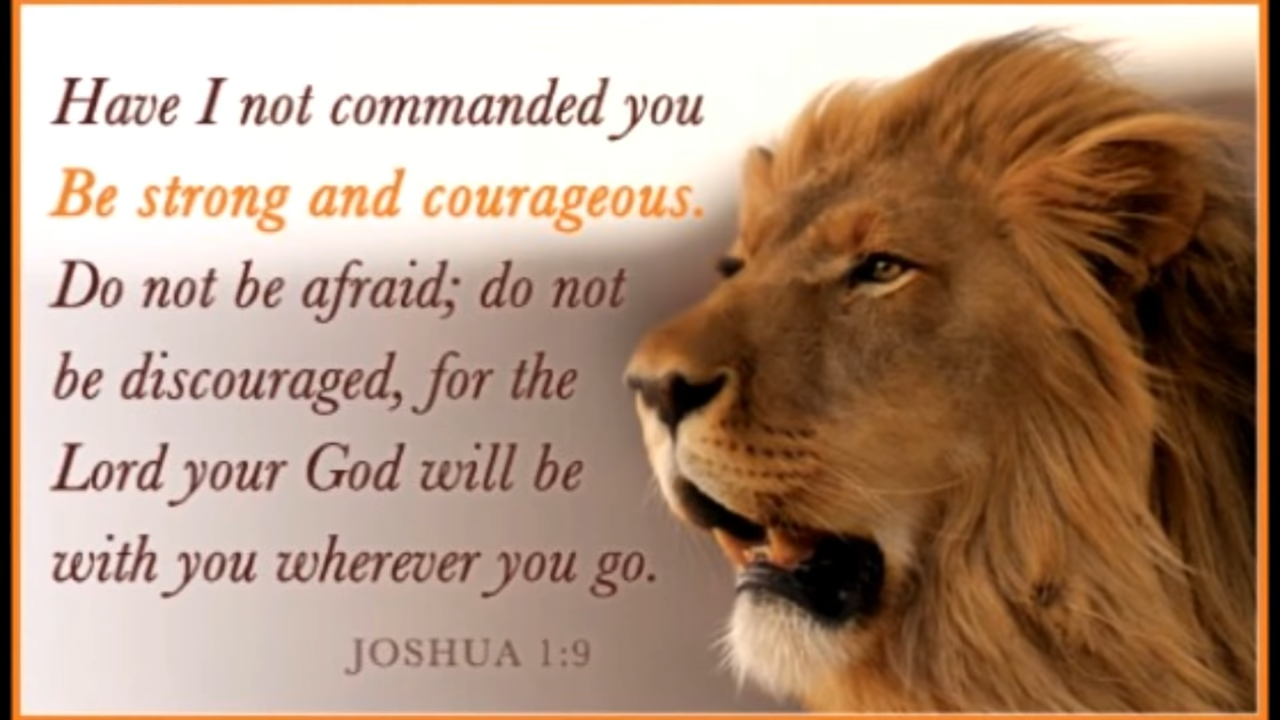 Have I not commanded you
Be strong and courageous.
Do not be afraid; do not
be discouraged, for the
Lord your God will be
with you wherever you go.
JOSHUA 1:9